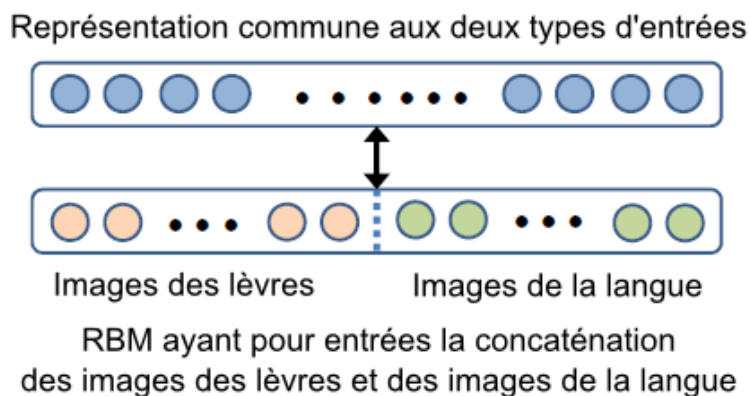 Représentation commune aux deux types d'entrées
Images des lèvres
Images de la langue
RBM ayant pour entrées la concaténation
des images des lèvres et des images de la langue